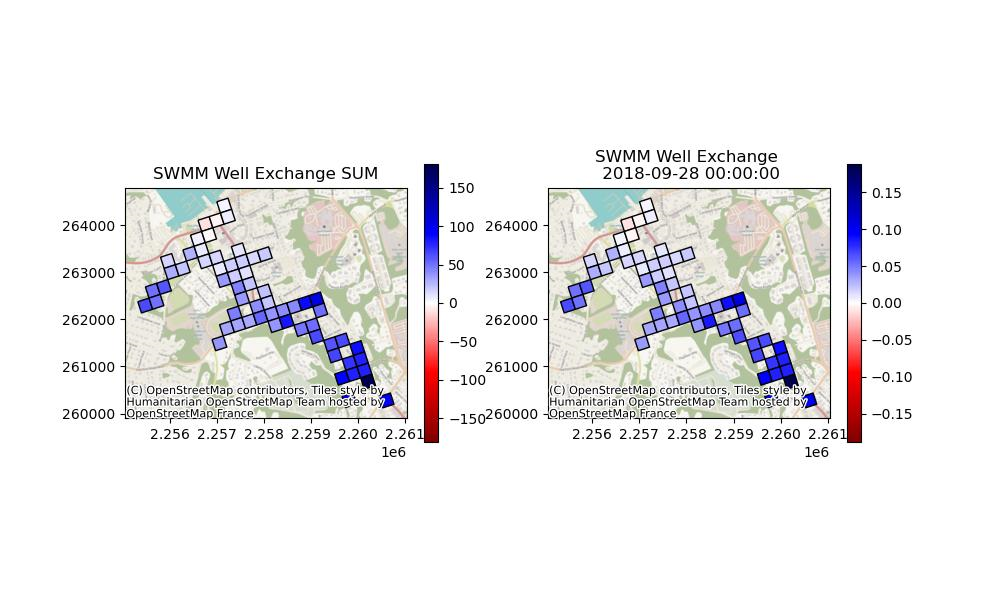 SWMM Well Exchange SUM
264000
263000
262000
261000
260000
2.256 2.257 2.258 2.259 2.260 2.261
1e6
(C) OpenStreetMap contributors, Tiles style by
Humanitarian OpenStreetMap Team hosted by
OpenStreetMap France
150
100
50
0
−50
−100
−150
SWMM Well Exchange
2018-09-28 00:00:00
264000
263000
262000
261000
260000
2.256 2.257 2.258 2.259 2.260 2.261
1e6
(C) OpenStreetMap contributors, Tiles style by
Humanitarian OpenStreetMap Team hosted by
OpenStreetMap France
0.15
0.10
0.05
0.00
−0.05
−0.10
−0.15